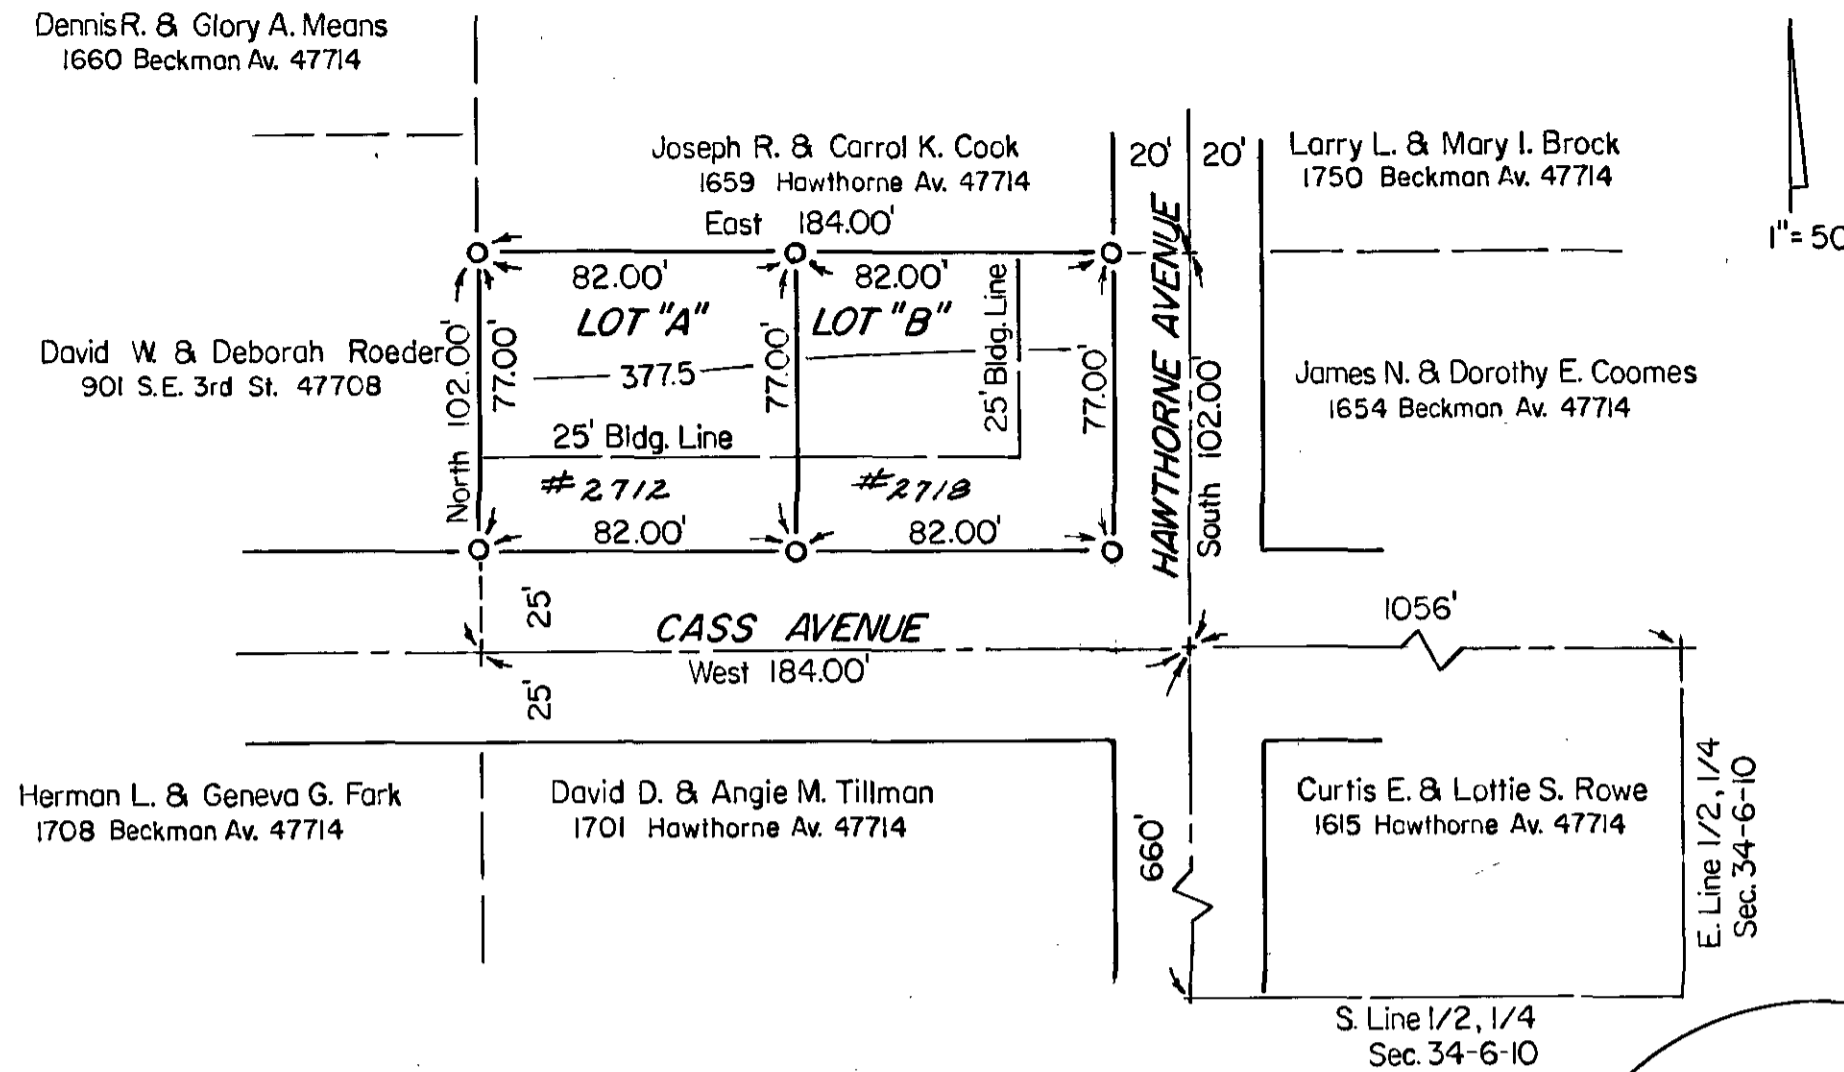 Dennis R. & Glory A. Means
1660 Beckman Av. 47714
Joseph R. & Carrol K. Cook
1659 Hawthorne Av. 47714
20'
20'
Larry L. & Mary I. Brock
1750 Beckman Av. 47714
1"= 50
East 184.00'
82.00'
82.00'
LOT "A"
LOT "B"
David W. & Deborah Roeder
901 S.E. 3rd St. 47708
North 102.00'
77.00'
377.5
77.00'
25' Bldg. Line
77.00'
HAWTHORNE AVENUE
South 102.00'
James N. & Dorothy E. Coomes
1654 Beckman Av. 47714
25' Bldg. Line
#2712
#2718
82.00'
82.00'
25'
CASS AVENUE
1056'
West 184.00'
25'
Herman L. & Geneva G. Fark
1708 Beckman Av. 47714
David D. & Angie M. Tillman
1701 Hawthorne Av. 47714
660'
Curtis E. & Lottie S. Rowe
1615 Hawthorne Av. 47714
E. Line 1/2, 1/4
Sec. 34-6-10
S. Line 1/2, 1/4
Sec. 34-6-10